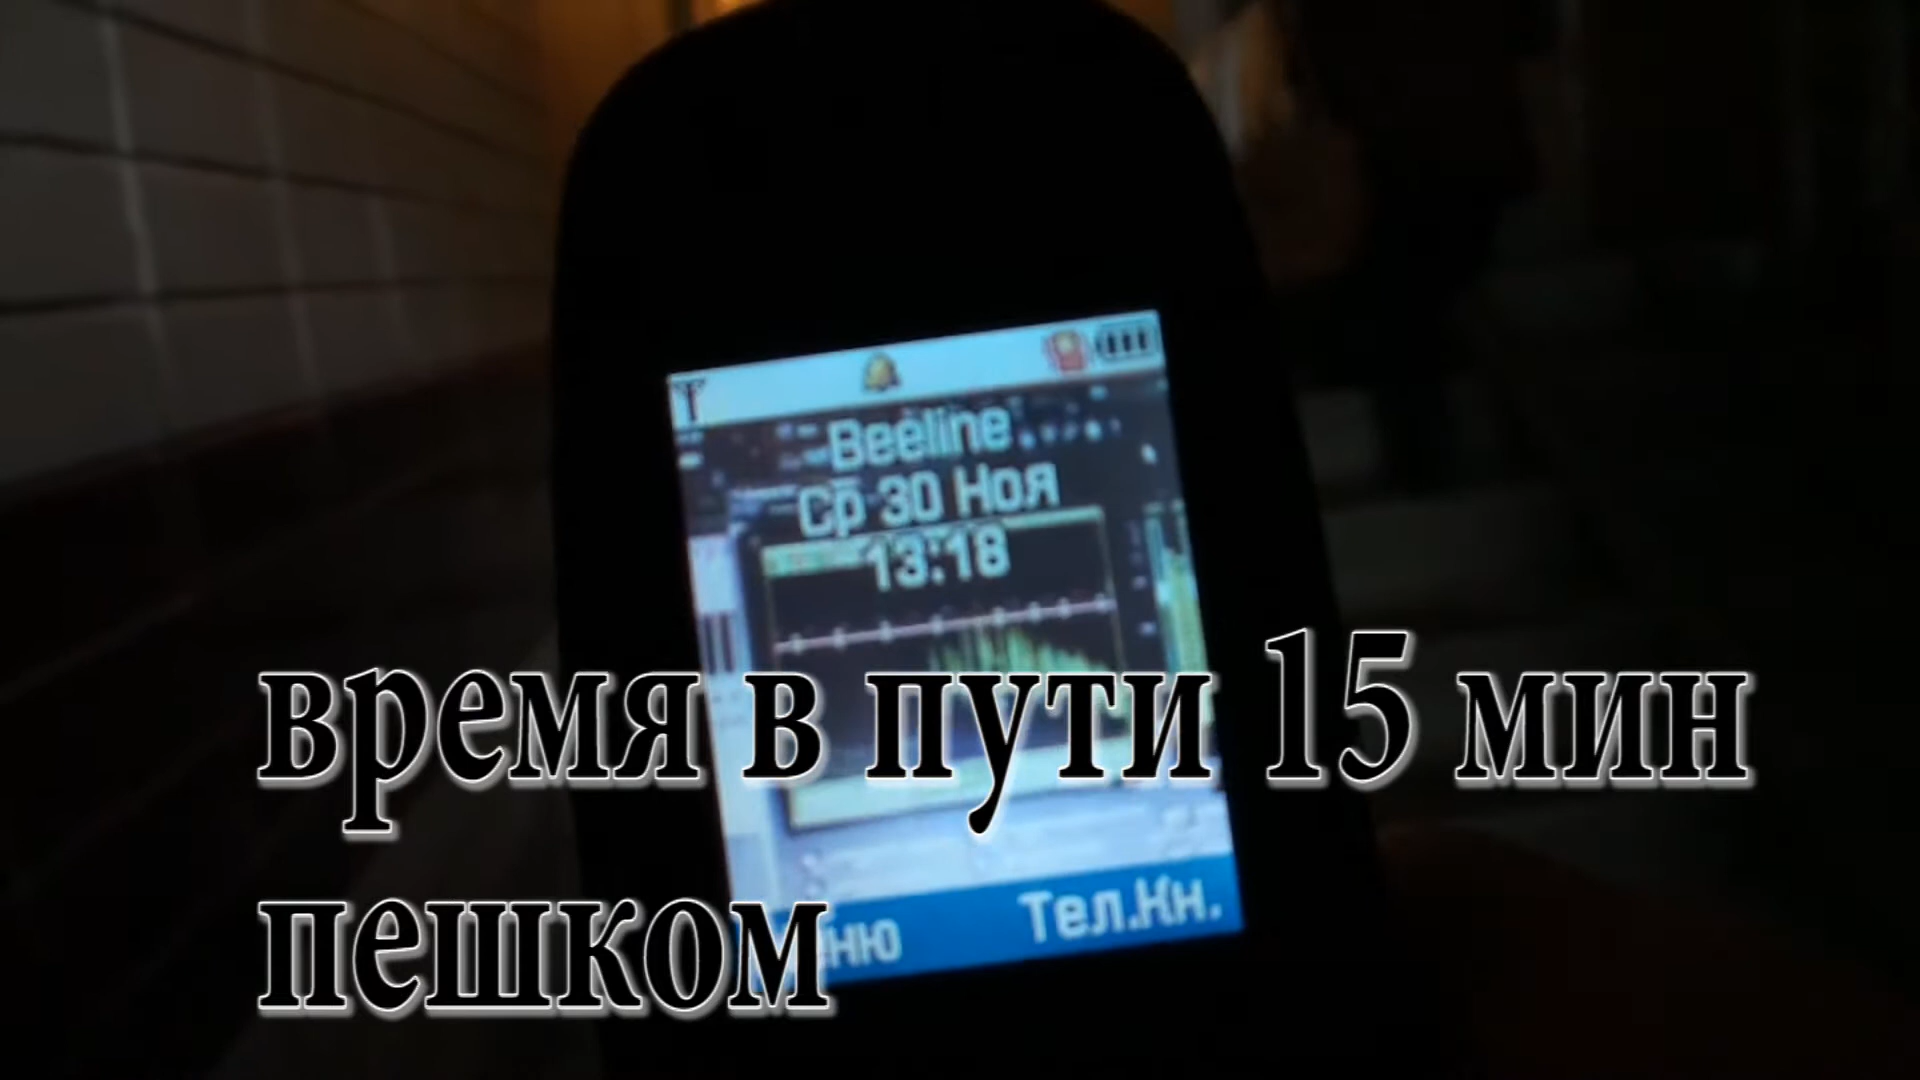 Beeline
Ср 30 Ноя
13:18
время в пути 15 мин
пешком
Тел.Кн.